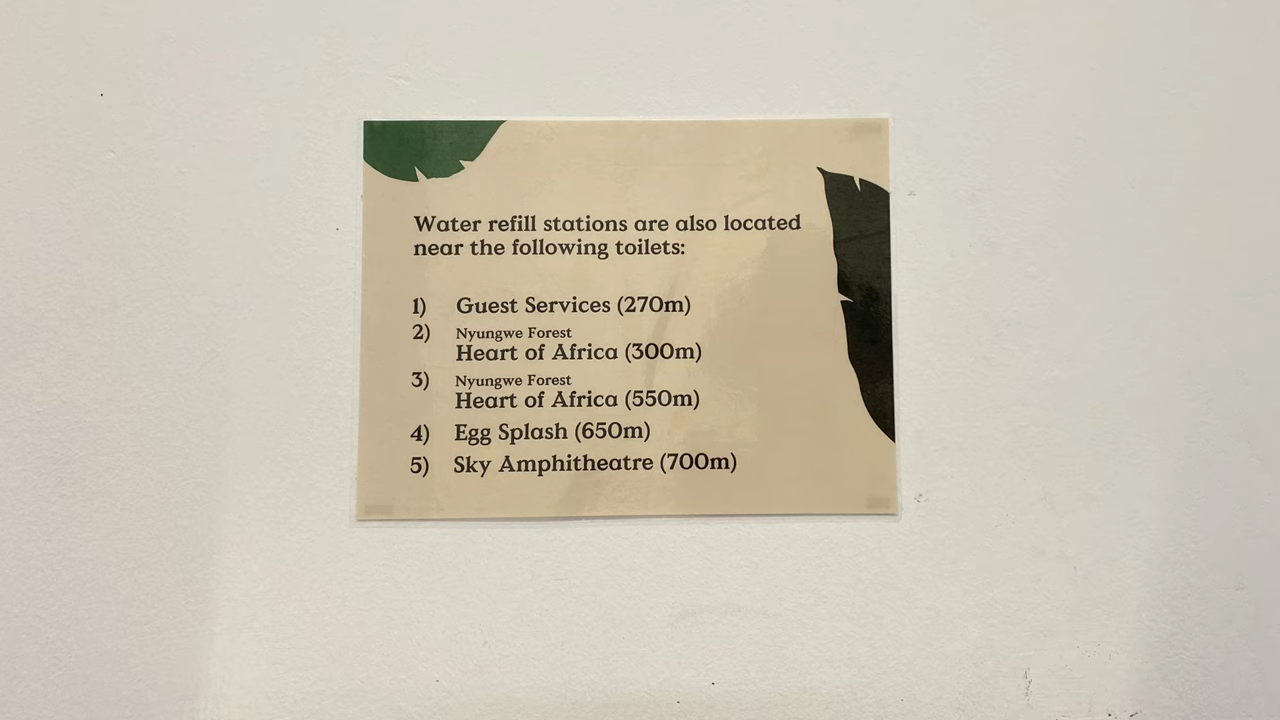 Water refill stations are also located
near the following toilets:
1) Guest Services (270m)
2) Nyungwe Forest
Heart of Africa (300m)
3) Nyungwe Forest
Heart of Africa (550m)
4) Egg Splash (650m)
5) Sky Amphitheatre (700m)